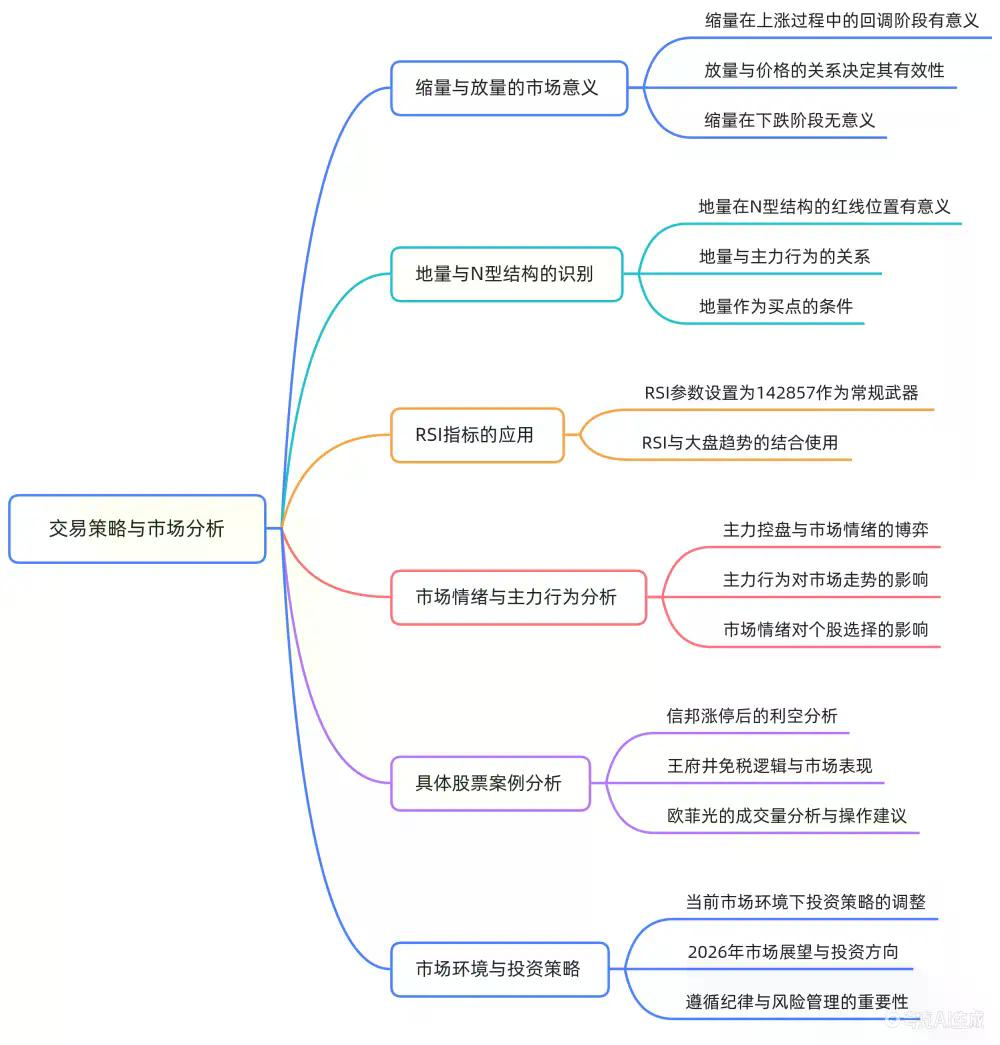 交易策略与市场分析
缩量与放量的市场意义
缩量在上涨过程中的回调阶段有意义
放量与价格的关系决定其有效性
缩量在下跌阶段无意义
地量与N型结构的识别
地量在N型结构的红线位置有意义
地量与主力行为的关系
地量作为买点的条件
RSI指标的应用
RSI参数设置为142857作为常规武器
RSI与大盘趋势的结合使用
市场情绪与主力行为分析
主力控盘与市场情绪的博弈
主力行为对市场走势的影响
市场情绪对个股选择的影响
具体股票案例分析
信邦涨停后的利空分析
王府井免税逻辑与市场表现
欧菲光的成交量分析与操作建议
市场环境与投资策略
当前市场环境下投资策略的调整
2026年市场展望与投资方向
遵循纪律与风险管理的重要性
夸克AI生成